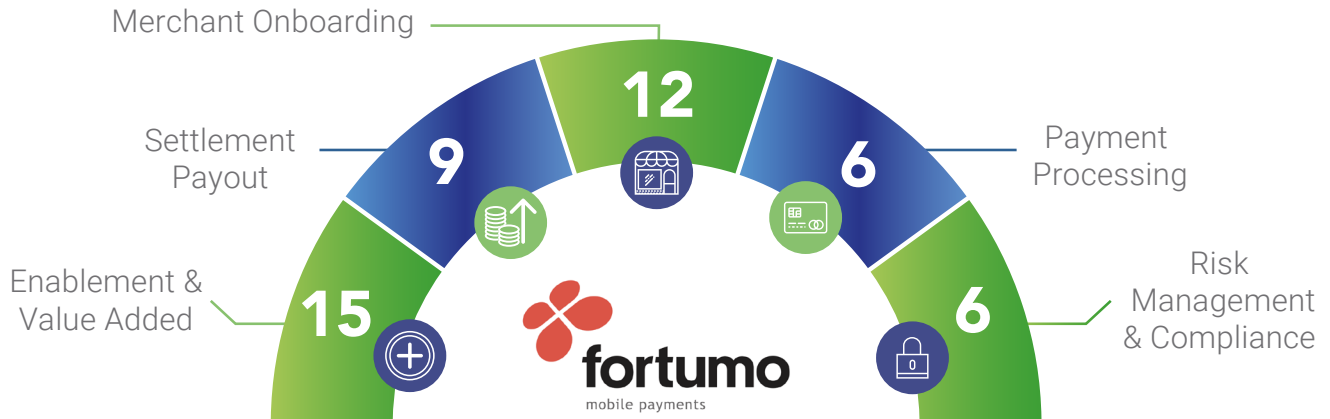 Merchant Onboarding
12
Settlement
Payout
9
6
Payment
Processing
Enablement &
Value Added
15
6
Risk
Management
& Compliance
0
fortumo
mobile payments